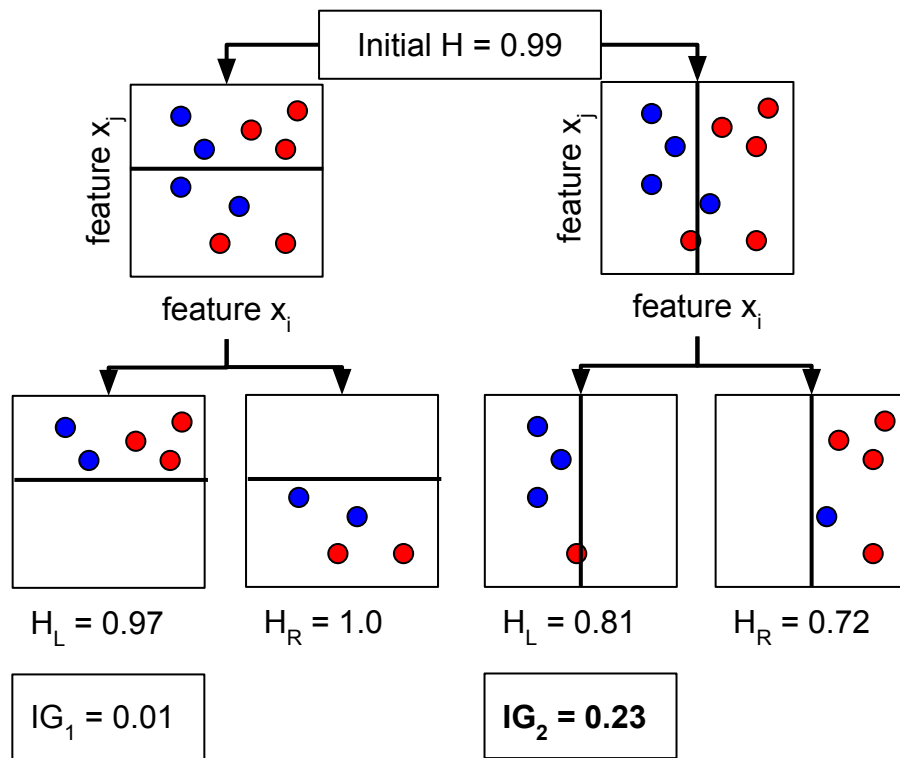 Initial H = 0.99
feature x_j
feature x_i
feature x_j
feature x_i
H_L = 0.97
H_R = 1.0
H_L = 0.81
H_R = 0.72
IG_1 = 0.01
IG_2 = 0.23